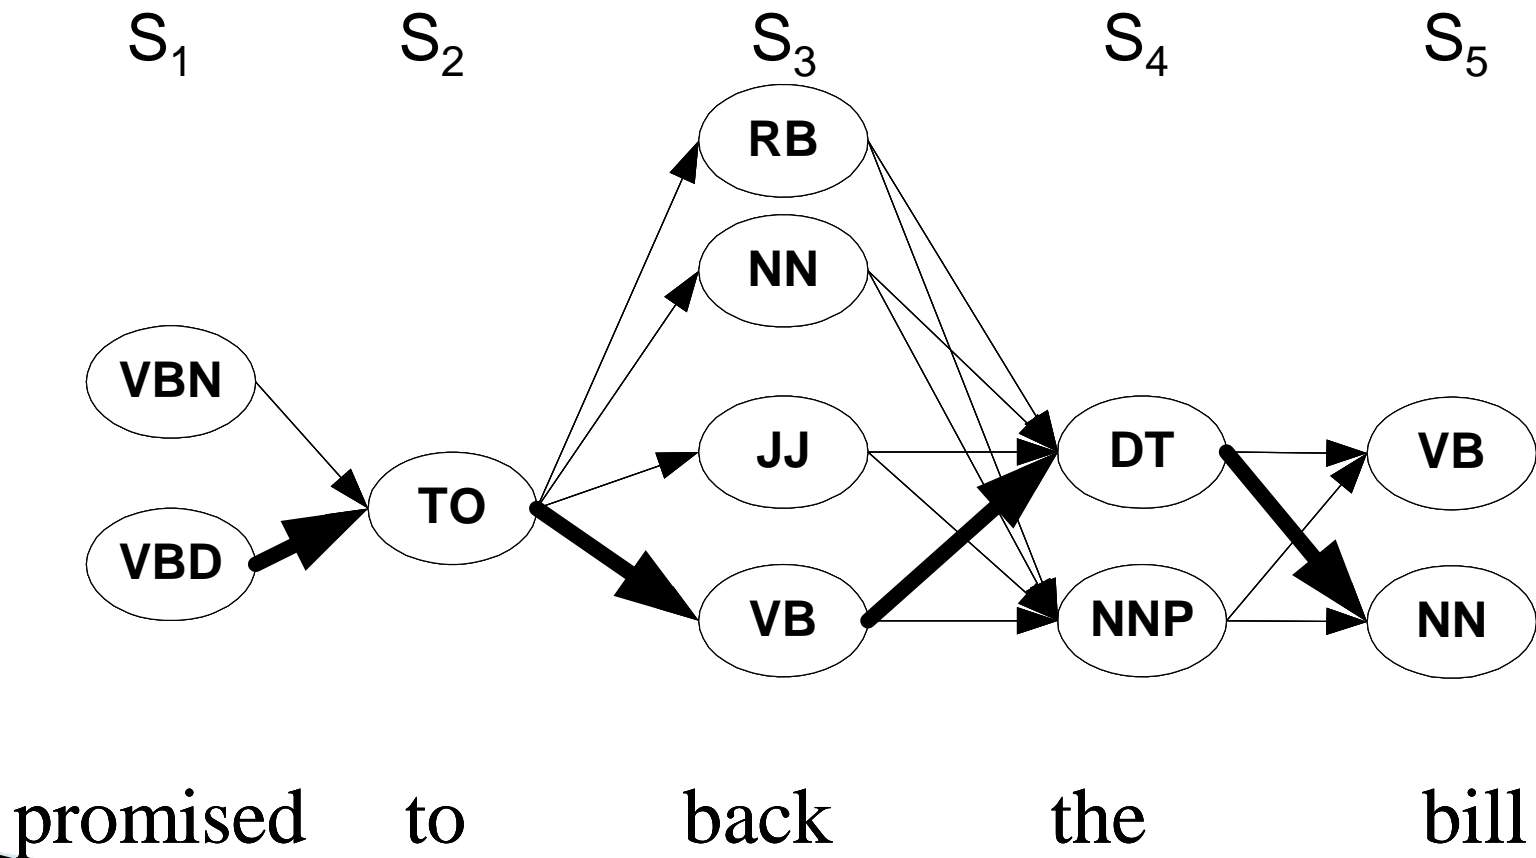 S1 S2 S3 S4 S5
RB
NN
VBN
JJ DT VB
TO
VBD
VB NNP NN
promised to back the bill